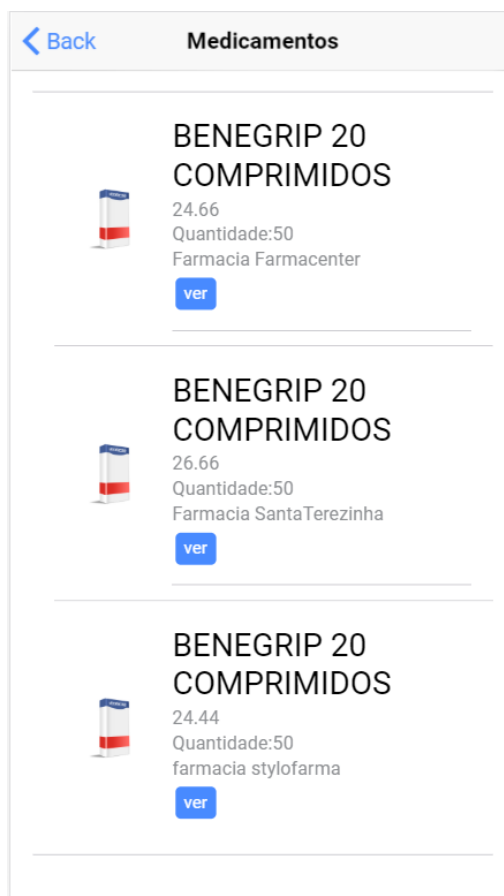 Back
Medicamentos
BENEGRIP 20
COMPRIMIDOS
24.66
Quantidade:50
Farmacia Farmacenter
ver
BENEGRIP 20
COMPRIMIDOS
26.66
Quantidade:50
Farmacia SantaTerezinha
ver
BENEGRIP 20
COMPRIMIDOS
24.44
Quantidade:50
farmacia stylofarma
ver